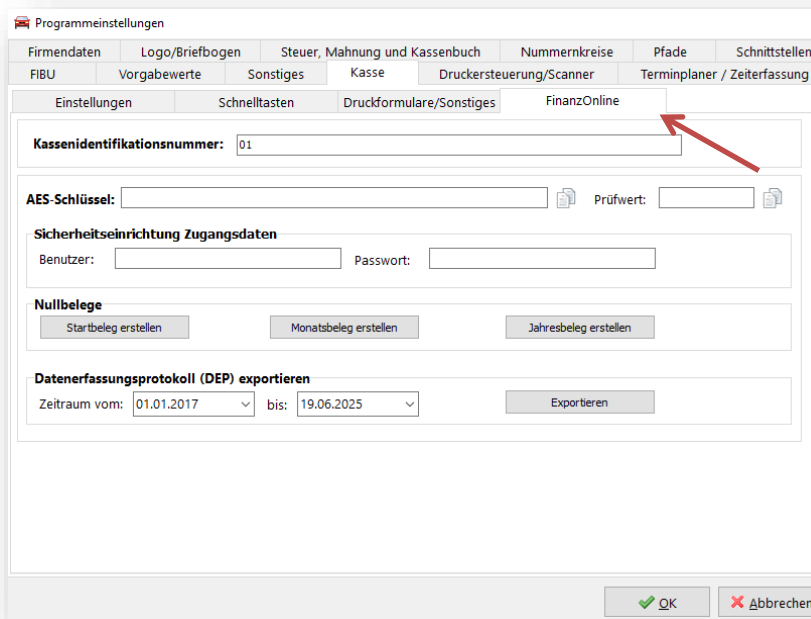 Programmeinstellungen
Firmendaten Logo/Briefbogen Steuer, Mahnung und Kassenbuch Nummernkreise Pfade Schnittstellen
FIBU Vorgabewerte Sonstiges Kasse Druckersteuerung/Scanner Terminplaner / Zeiterfassung
Einstellungen Schnelltasten Druckformulare/Sonstiges FinanzOnline
Kassenidentifikationsnummer: 01
AES-Schlüssel: Prüfwert:
Sicherheitseinrichtung Zugangsdaten
Benutzer: Passwort:
Nullbelege
Startbeleg erstellen Monatsbeleg erstellen Jahresbeleg erstellen
Datenerfassungsprotokoll (DEP) exportieren
Zeitraum vom: 01.01.2017 bis: 19.06.2025 Exportieren
OK Abbrechen